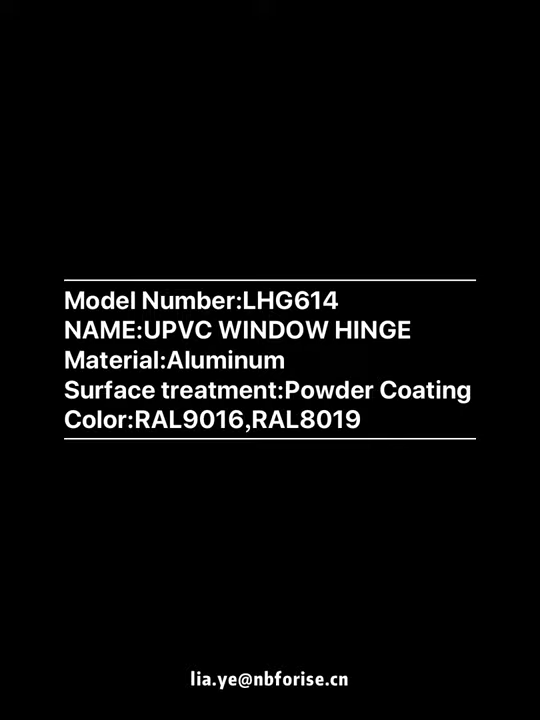 Model Number:LHG614
NAME:UPVC WINDOW HINGE
Material:Aluminum
Surface treatment:Powder Coating
Color:RAL9016,RAL8019
lia.ye@nbforise.cn